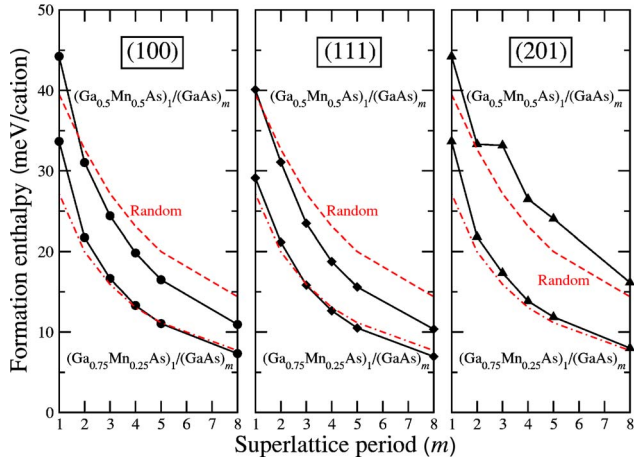 Formation enthalpy (meV/cation)
50
40
30
20
10
0
(100)
(Ga0.5Mn0.5As)1/(GaAs)m
Random
(Ga0.75Mn0.25As)1/(GaAs)m
1 2 3 4 5 6 7 8
(111)
(Ga0.5Mn0.5As)1/(GaAs)m
Random
(Ga0.75Mn0.25As)1/(GaAs)m
1 2 3 4 5 6 7 8
(201)
(Ga0.5Mn0.5As)1/(GaAs)m
Random
(Ga0.75Mn0.25As)1/(GaAs)m
1 2 3 4 5 6 7 8
Superlattice period (m)